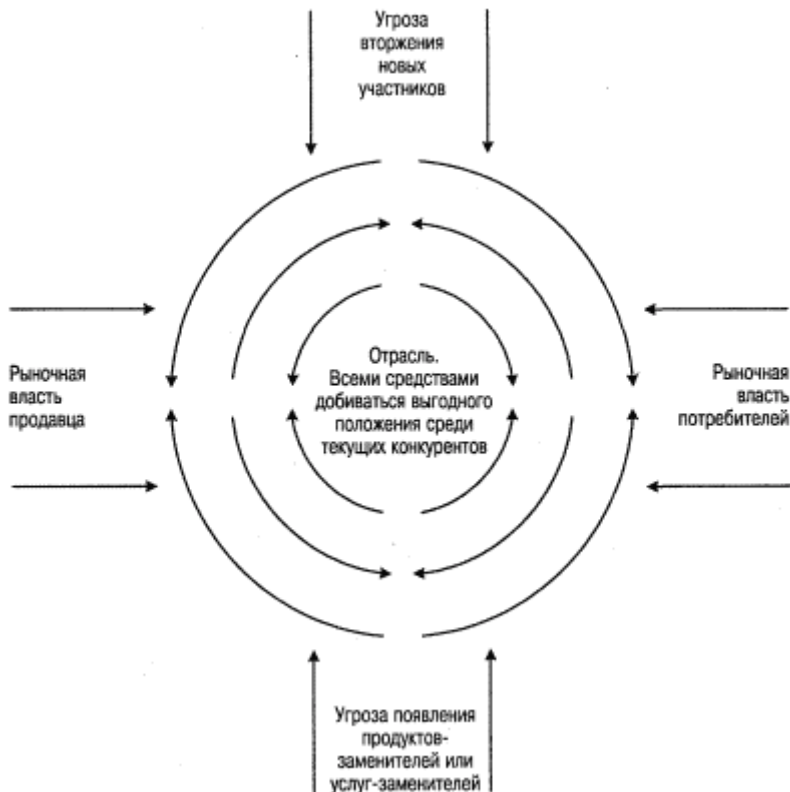 Угроза
вторжения
новых
участников
Отрасль.
Всеми средствами
добиваться выгодного
положения среди
текущих конкурентов
Рыночная
власть
продавца
Рыночная
власть
потребителей
Угроза появления
продуктов-
заменителей или
услуг-заменителей